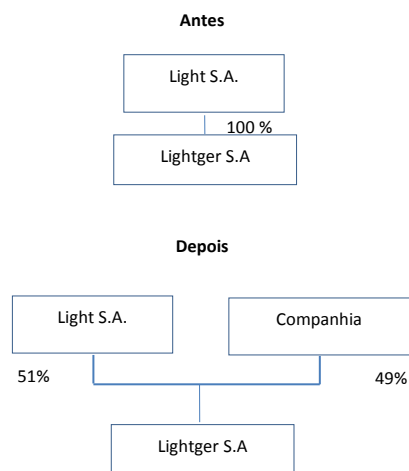 Antes
Light S.A.
100 %
Lightger S.A
Depois
Light S.A.
Companhia
51%
49%
Lightger S.A